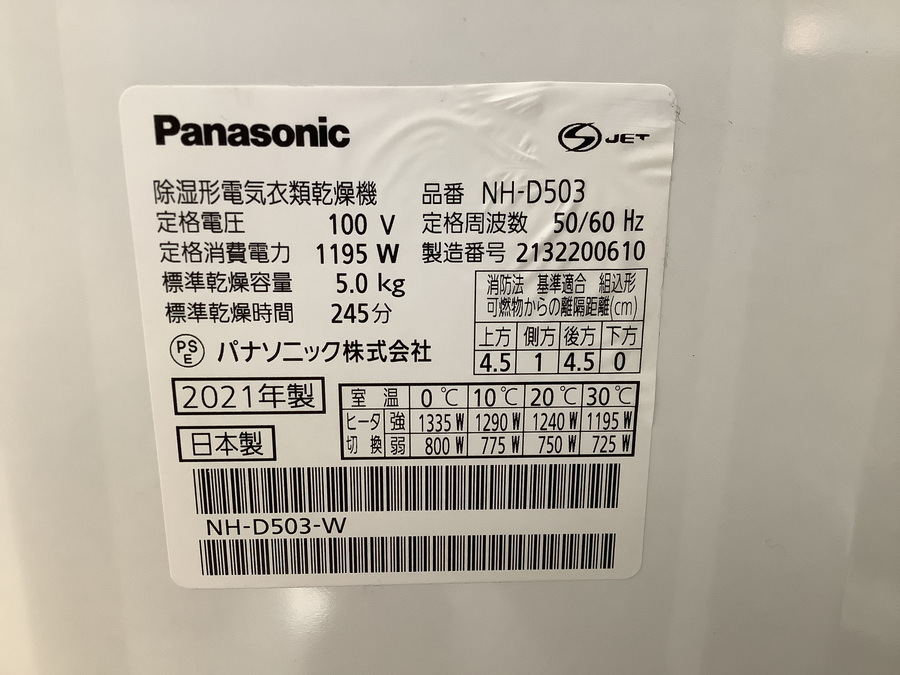 Panasonic
S JET
除湿形電気衣類乾燥機 品番 NH-D503
定格電圧 100 V 定格周波数 50/60 Hz
定格消費電力 1195 W 製造番号 2132200610
標準乾燥容量 5.0 kg
標準乾燥時間 245分
消防法 基準適合 組込形
可燃物からの離隔距離(cm)
上方 側方 後方 下方
4.5 1 4.5 0
PS E パナソニック株式会社
2021年製
日本製
室温 0℃ 10℃ 20℃ 30℃
ヒータ 強 1335W 1290W 1240W 1195W
切換 弱 800W 775W 750W 725W
NH-D503-W